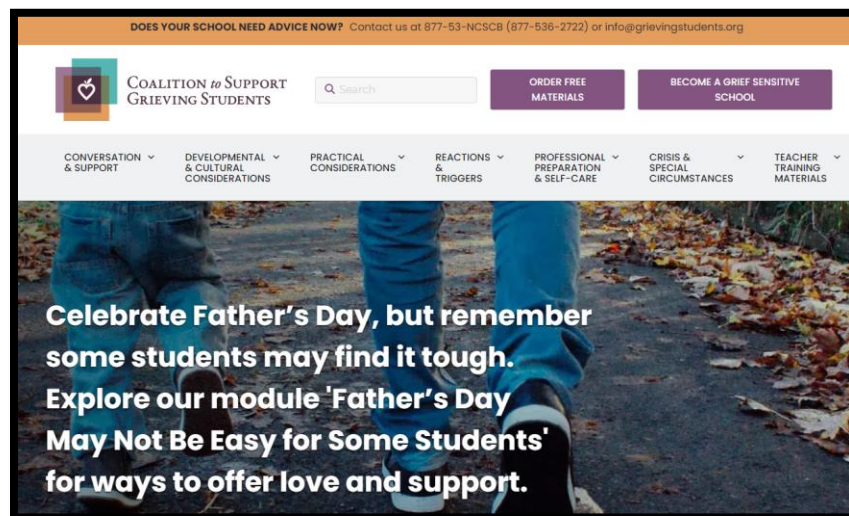 DOES YOUR SCHOOL NEED ADVICE NOW? Contact us at 877-53-NCSCB (877-536-2722) or info@grievingstudents.org
COALITION to SUPPORT
GRIEVING STUDENTS
Search
ORDER FREE
MATERIALS
BECOME A GRIEF SENSITIVE
SCHOOL
CONVERSATION
& SUPPORT
DEVELOPMENTAL
& CULTURAL
CONSIDERATIONS
PRACTICAL
CONSIDERATIONS
REACTIONS
&
TRIGGERS
PROFESSIONAL
PREPARATION
& SELF-CARE
CRISIS &
SPECIAL
CIRCUMSTANCES
TEACHER
TRAINING
MATERIALS
Celebrate Father’s Day, but remember
some students may find it tough.
Explore our module 'Father’s Day
May Not Be Easy for Some Students'
for ways to offer love and support.